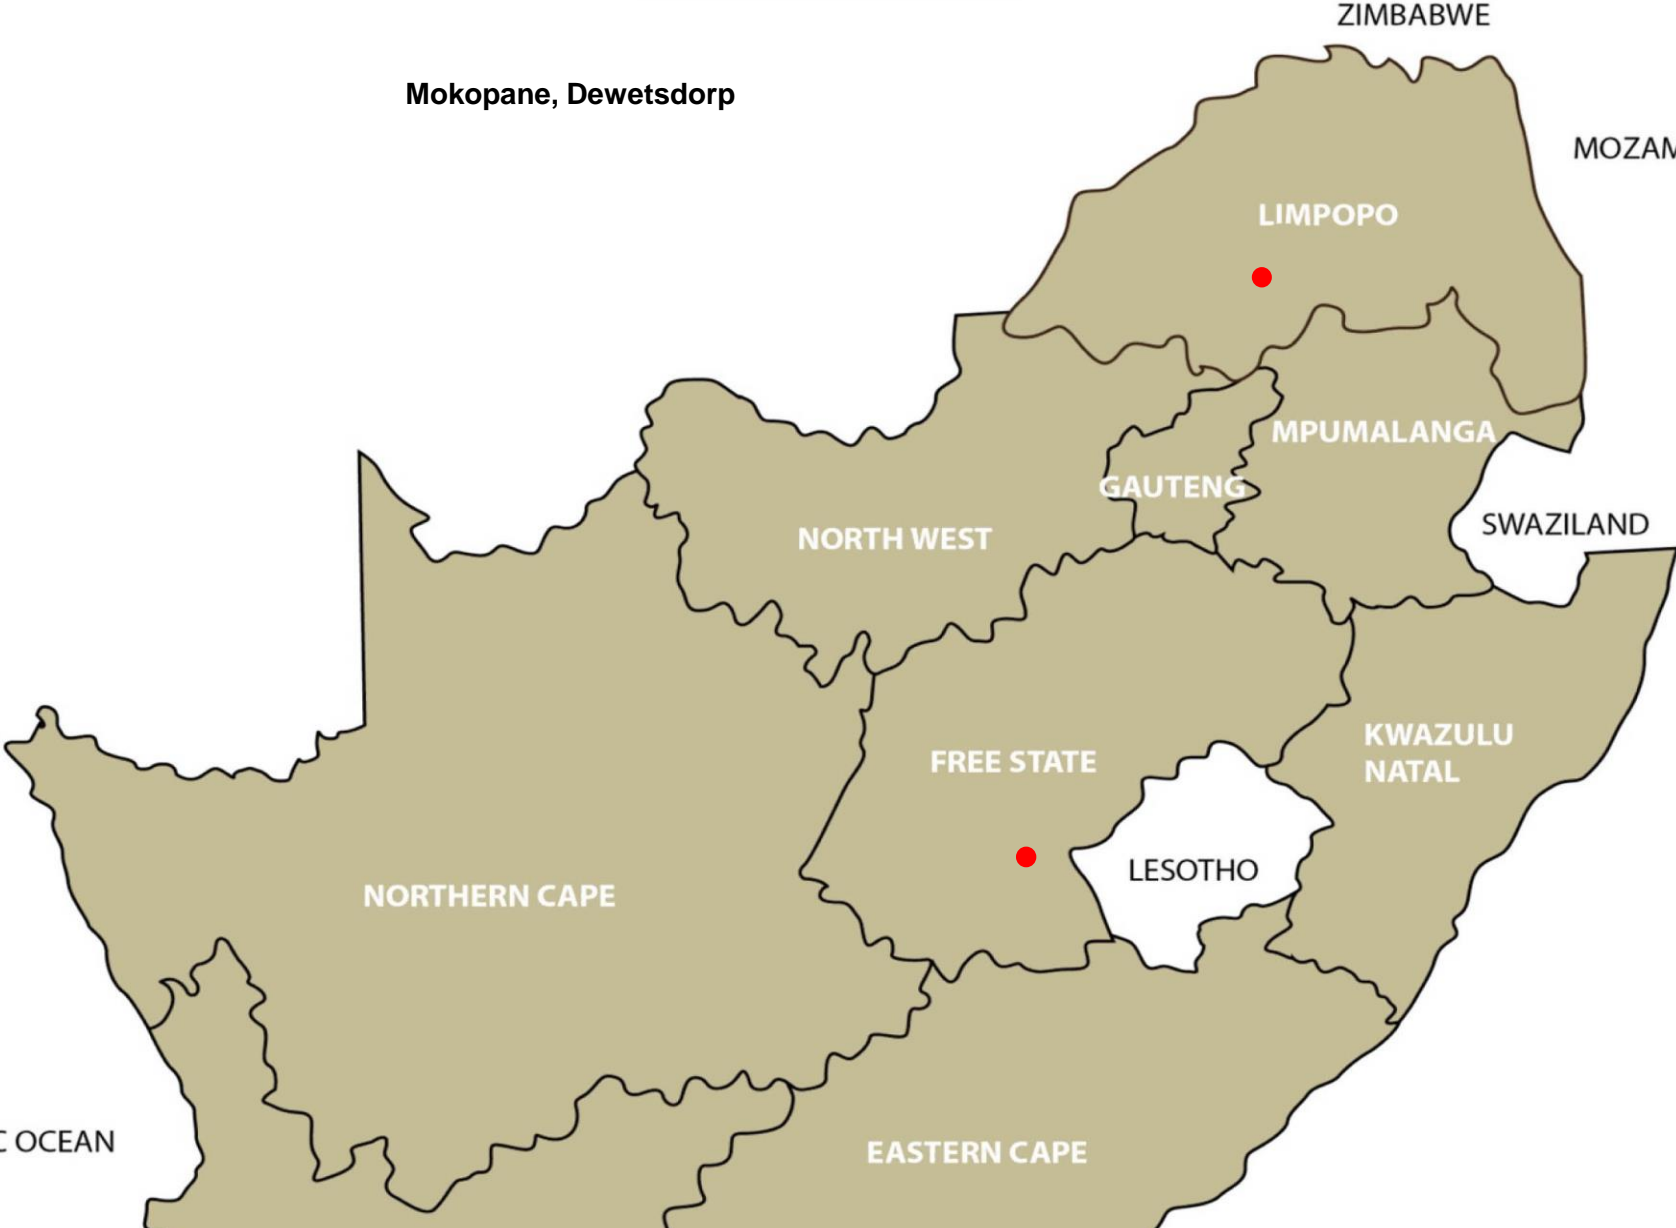 ZIMBABWE
Mokopane, Dewetsdorp
MOZAM
LIMPOPO
MPUMALANGA
GAUTENG
SWAZILAND
NORTH WEST
KWAZULU
NATAL
FREE STATE
LESOTHO
NORTHERN CAPE
C OCEAN
EASTERN CAPE